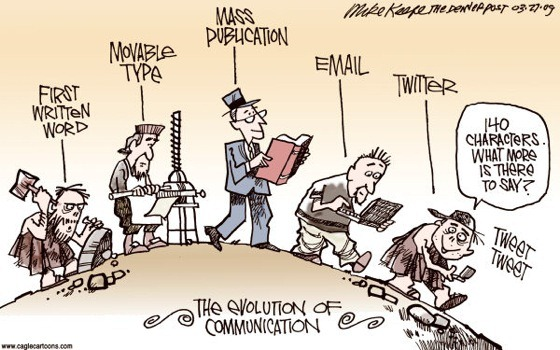 Mike Keefe THE DENVER POST 03.27.09
FIRST
WRITTEN
WORD
MOVABLE
TYPE
MASS
PUBLICATION
EMAIL
TWITTER
140
CHARACTERS.
WHAT MORE
IS THERE
TO SAY?
TWEET
TWEET
THE EVOLUTION OF
COMMUNICATION
www.caglecartoons.com